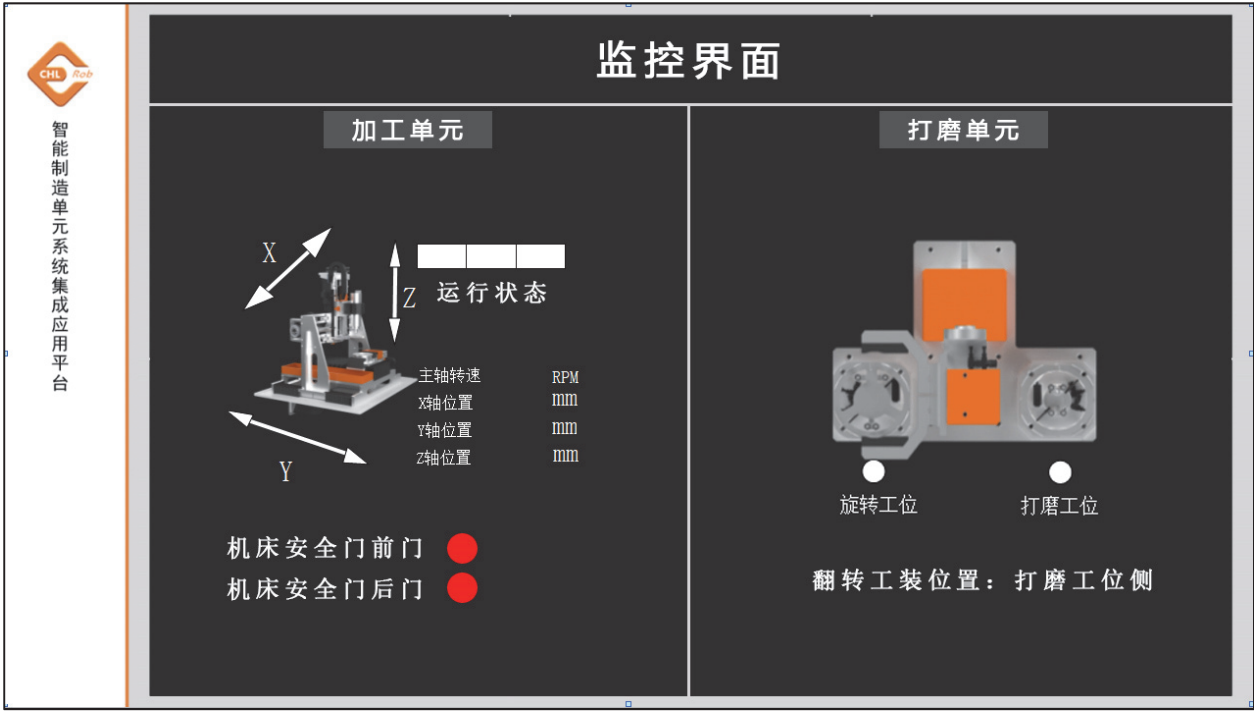 CHL Rob
智能制造单元系统集成应用平台
监控界面
加工单元
X
Z
运行状态
主轴转速 RPM
X轴位置 mm
Y轴位置 mm
Z轴位置 mm
Y
机床安全门前门
机床安全门后门
打磨单元
旋转工位
打磨工位
翻转工装位置：打磨工位侧